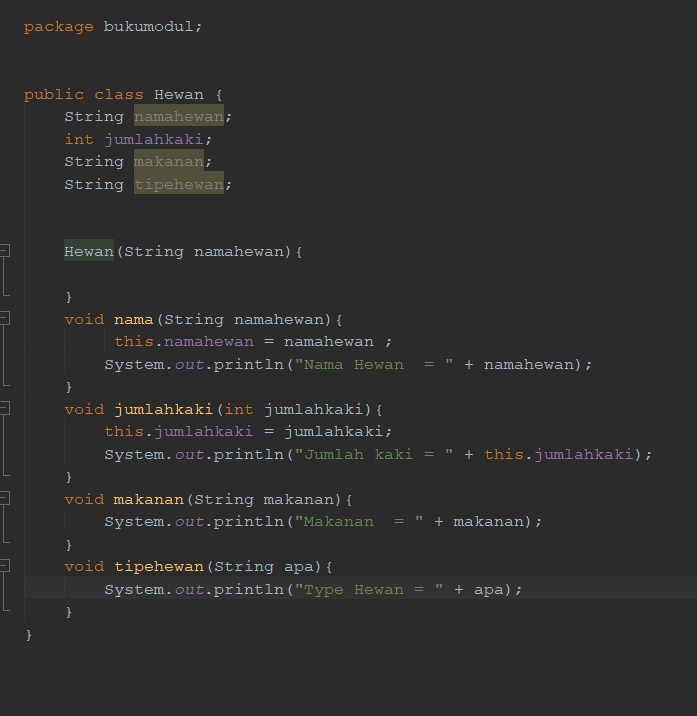 package bukumodul;
public class Hewan {
String namahewan;
int jumlahkaki;
String makanan;
String tipehewan;
Hewan(String namahewan){
}
void nama(String namahewan){
this.namahewan = namahewan ;
System.out.println("Nama Hewan  = " + namahewan);
}
void jumlahkaki(int jumlahkaki){
this.jumlahkaki = jumlahkaki;
System.out.println("Jumlah kaki = " + this.jumlahkaki);
}
void makanan(String makanan){
System.out.println("Makanan  = " + makanan);
}
void tipehewan(String apa){
System.out.println("Type Hewan = " + apa);
}
}